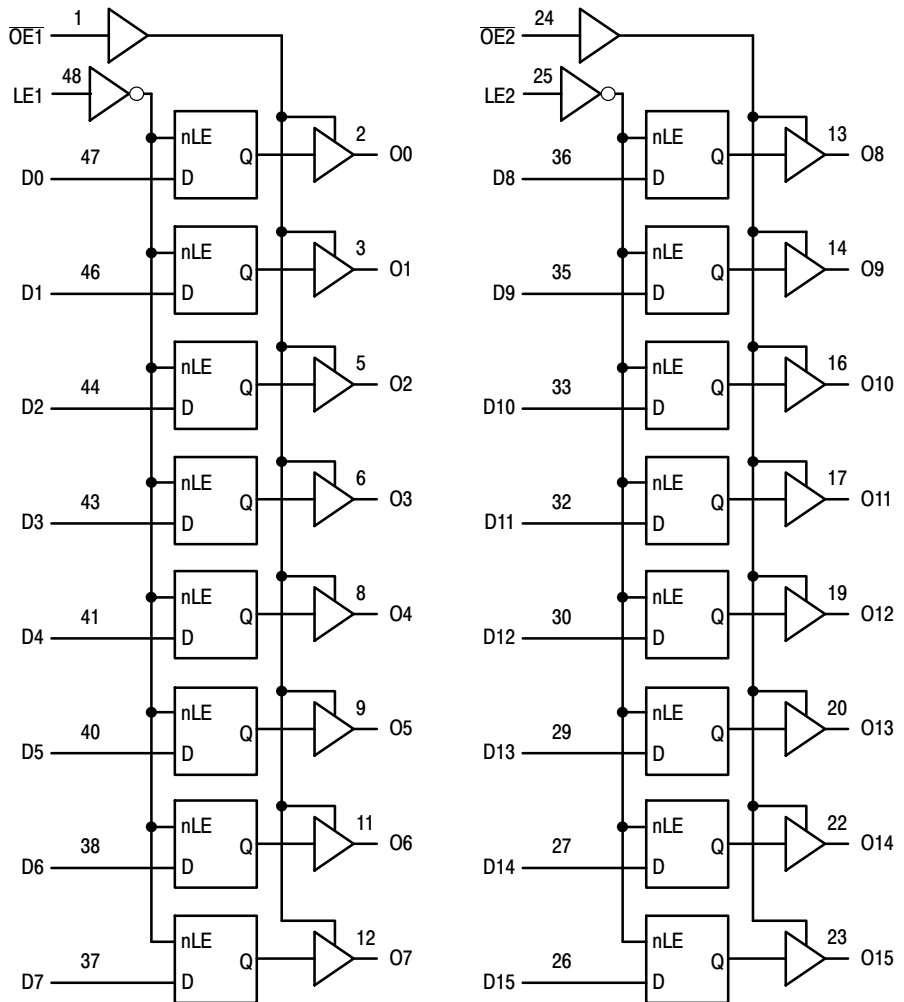 OE1 1
LE1 48
nLE
Q
D
D0 47
2 O0
nLE
Q
D
D1 46
3 O1
nLE
Q
D
D2 44
5 O2
nLE
Q
D
D3 43
6 O3
nLE
Q
D
D4 41
8 O4
nLE
Q
D
D5 40
9 O5
nLE
Q
D
D6 38
11 O6
nLE
Q
D
D7 37
12 O7
OE2 24
LE2 25
nLE
Q
D
D8 36
13 O8
nLE
Q
D
D9 35
14 O9
nLE
Q
D
D10 33
16 O10
nLE
Q
D
D11 32
17 O11
nLE
Q
D
D12 30
19 O12
nLE
Q
D
D13 29
20 O13
nLE
Q
D
D14 27
22 O14
nLE
Q
D
D15 26
23 O15